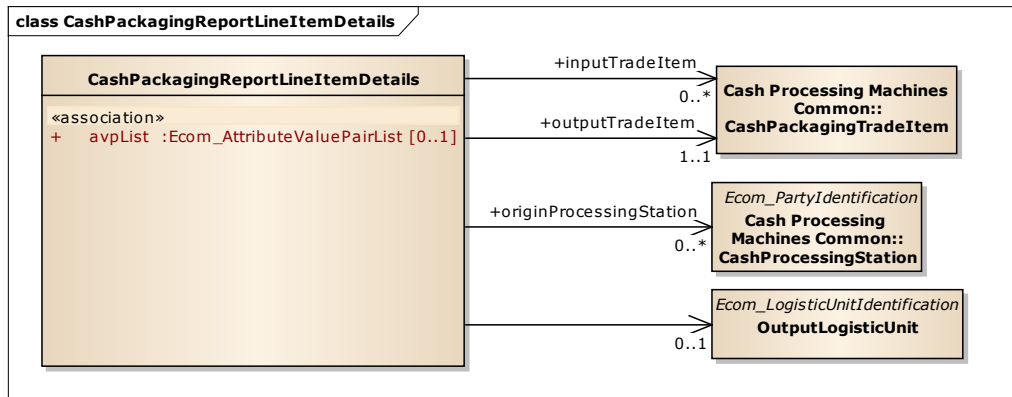 class CashPackagingReportLineItemDetails
CashPackagingReportLineItemDetails
«association»
+ avpList :Ecom_AttributeValuePairList [0..1]
+inputTradeItem
0..*
+outputTradeItem
1..1
Cash Processing Machines
Common::
CashPackagingTradeItem
+originProcessingStation
0..*
Ecom_PartyIdentification
Cash Processing
Machines Common::
CashProcessingStation
0..1
Ecom_LogisticUnitIdentification
OutputLogisticUnit